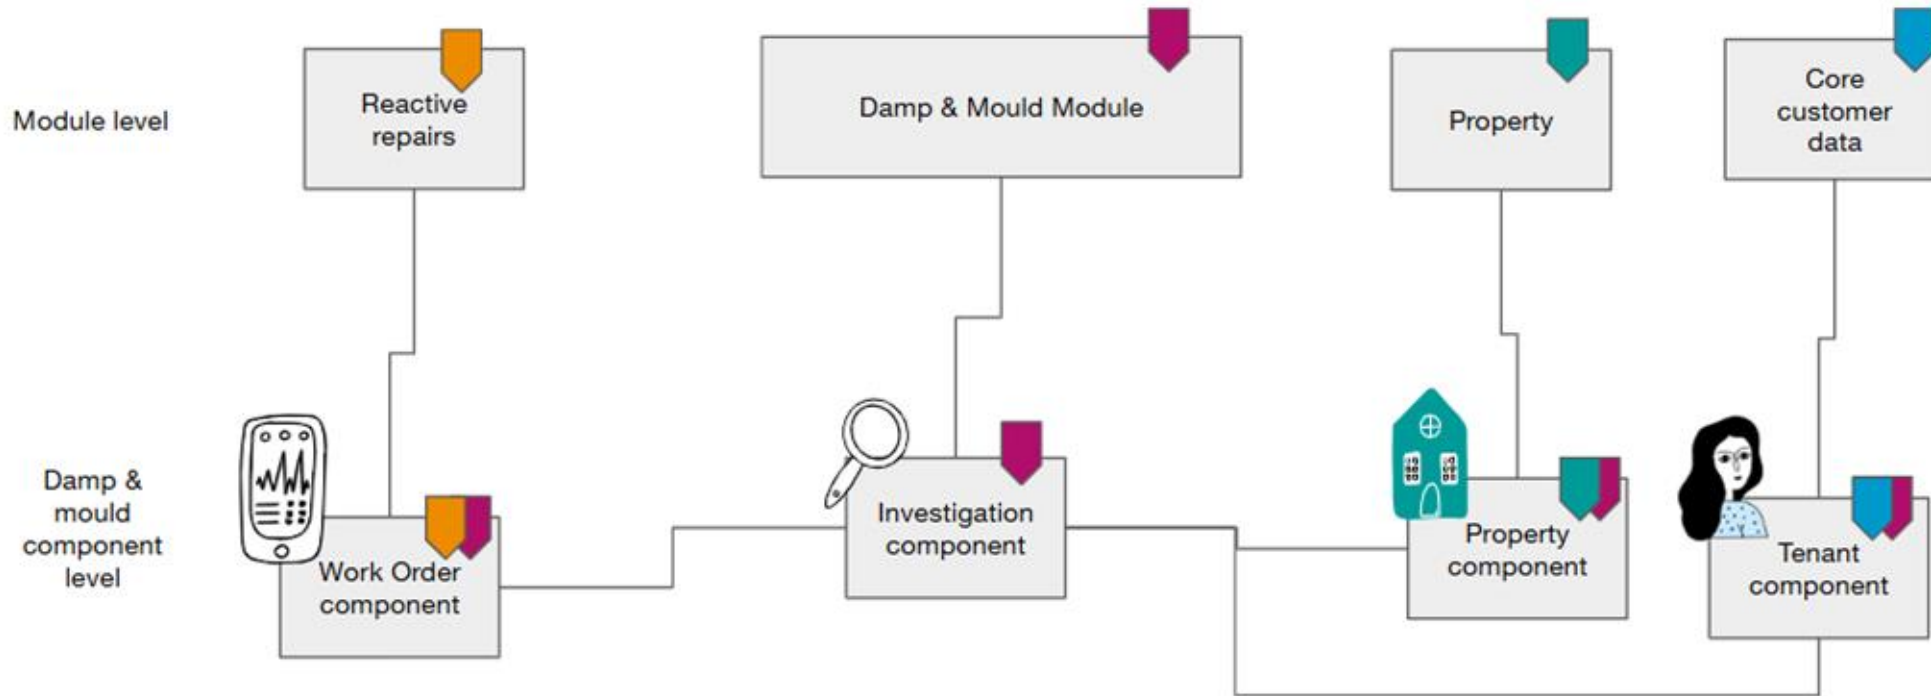 Module level
Reactive
repairs
Damp & Mould Module
Property
Core
customer
data
Damp &
mould
component
level
Work Order
component
Investigation
component
Property
component
Tenant
component